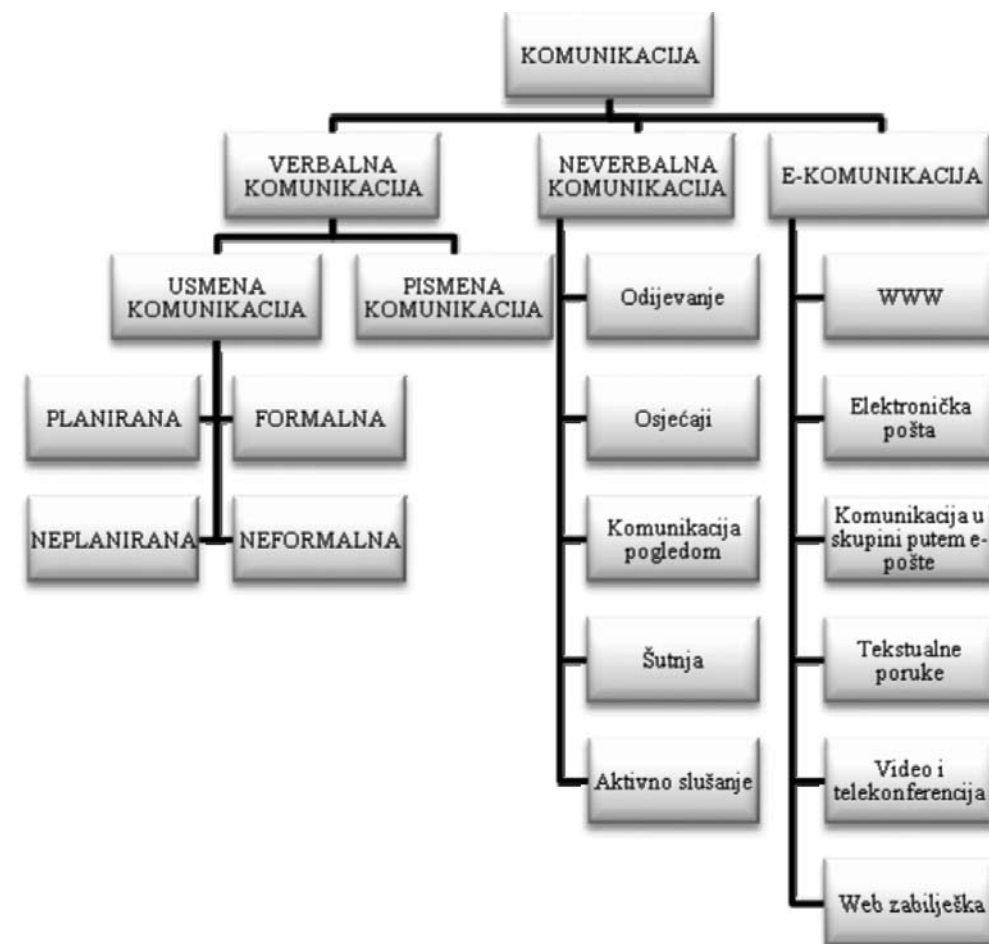 KOMUNIKACIJA
VERBALNA
KOMUNIKACIJA
NEVERBALNA
KOMUNIKACIJA
E-KOMUNIKACIJA
USMENA
KOMUNIKACIJA
PISMENA
KOMUNIKACIJA
PLANIRANA
FORMALNA
NEPLANIRANA
NEFORMALNA
Odijevanje
Osjećaji
Komunikacija
pogledom
Šutnja
Aktivno slušanje
WWW
Elektronička
pošta
Komunikacija u
skupini putem e-
pošte
Tekstualne
poruke
Video i
telekonferencija
Web zabilješka